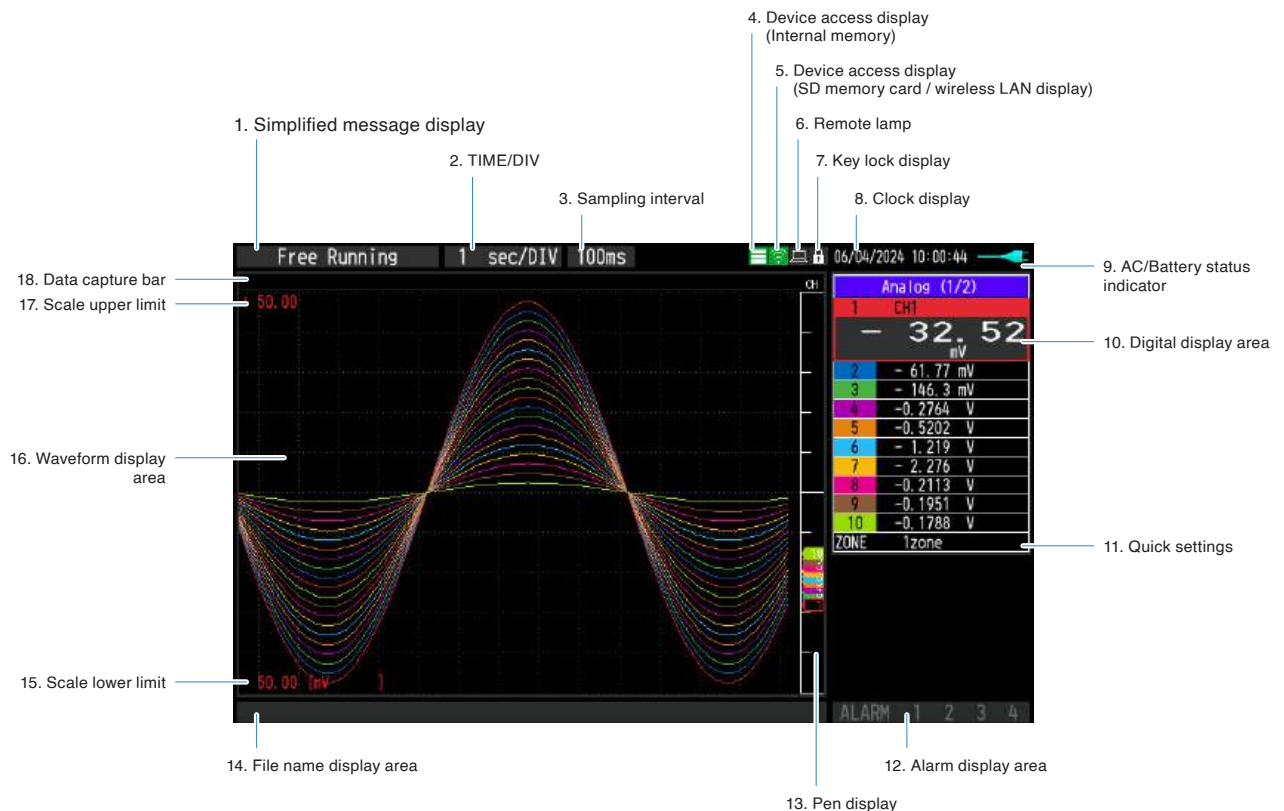 4. Device access display
(Internal memory)
5. Device access display
(SD memory card / wireless LAN display)
1. Simplified message display
6. Remote lamp
2. TIME/DIV
7. Key lock display
3. Sampling interval
8. Clock display
Free Running
1 sec/DIV
100ms
06/04/2024 10:00:44
18. Data capture bar
9. AC/Battery status
indicator
17. Scale upper limit
+ 50.00
CH
Analog (1/2)
1 CH1
- 32.52
mV
10. Digital display area
2 - 61.77 mV
3 - 146.3 mV
4 -0.2764 V
5 -0.5202 V
6 - 1.219 V
7 - 2.276 V
8 -0.2113 V
9 -0.1951 V
10 -0.1788 V
ZONE 1zone
16. Waveform display
area
11. Quick settings
15. Scale lower limit
- 50.00 [mV ]
ALARM 1 2 3 4
14. File name display area
12. Alarm display area
13. Pen display